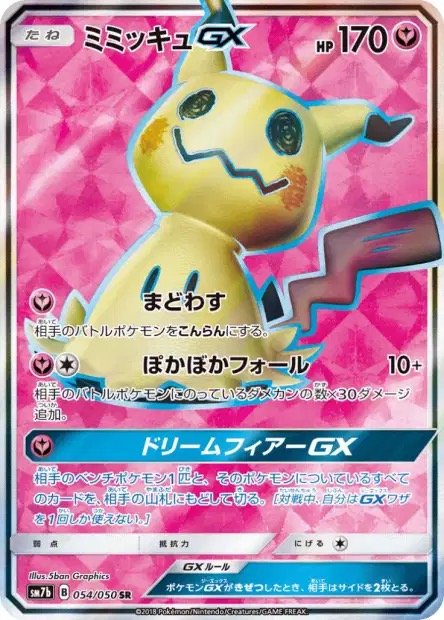 たね ミミッキュGX HP 170
まどわす
相手のバトルポケモンをこんらんにする。
ぽかぼかフォール 10+
相手のバトルポケモンにのっているダメカンの数×30ダメージ
追加。
ドリームフィアーGX
相手のベンチポケモン1匹と、そのポケモンについているすべて
のカードを、相手の山札にもどして切る。[対戦中、自分はGXワザ
を1回しか使えない。]
弱点 抵抗力 にげる
GXルール
ポケモンGXがきぜつしたとき、相手はサイドを2枚とる。
Illus. 5ban Graphics
sm7b B 054/050 SR
©2018 Pokémon/Nintendo/Creatures/GAME FREAK.